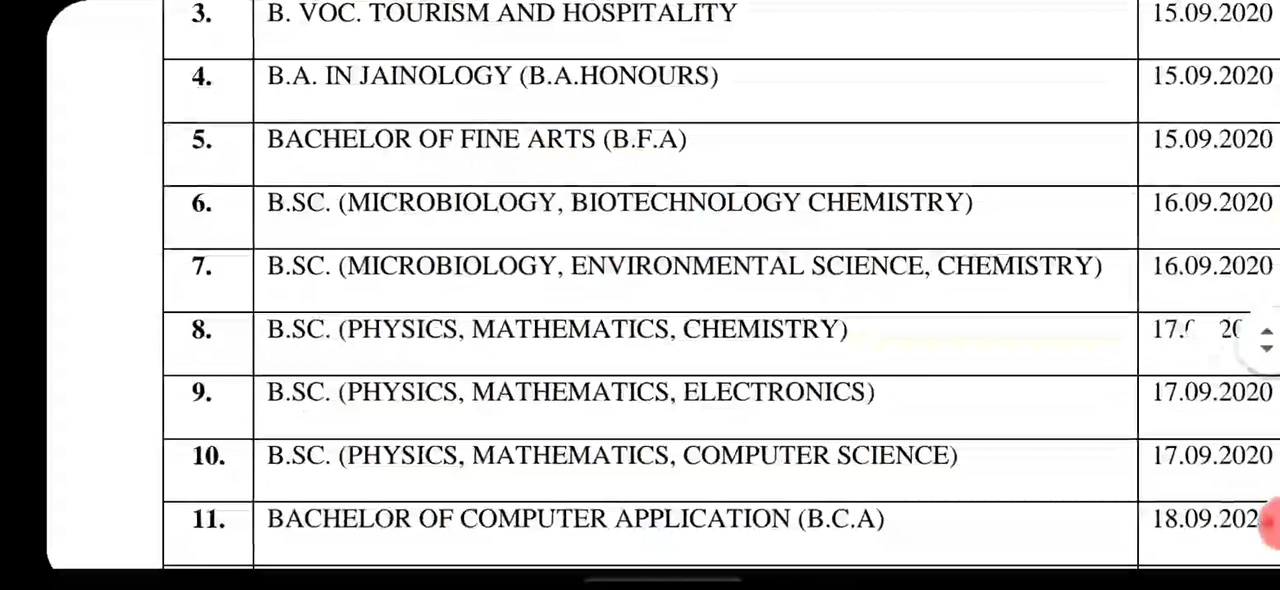 3. B. VOC. TOURISM AND HOSPITALITY 15.09.2020
4. B.A. IN JAINOLOGY (B.A.HONOURS) 15.09.2020
5. BACHELOR OF FINE ARTS (B.F.A) 15.09.2020
6. B.SC. (MICROBIOLOGY, BIOTECHNOLOGY CHEMISTRY) 16.09.2020
7. B.SC. (MICROBIOLOGY, ENVIRONMENTAL SCIENCE, CHEMISTRY) 16.09.2020
8. B.SC. (PHYSICS, MATHEMATICS, CHEMISTRY)
9. B.SC. (PHYSICS, MATHEMATICS, ELECTRONICS) 17.09.2020
10. B.SC. (PHYSICS, MATHEMATICS, COMPUTER SCIENCE) 17.09.2020
11. BACHELOR OF COMPUTER APPLICATION (B.C.A) 18.09.202